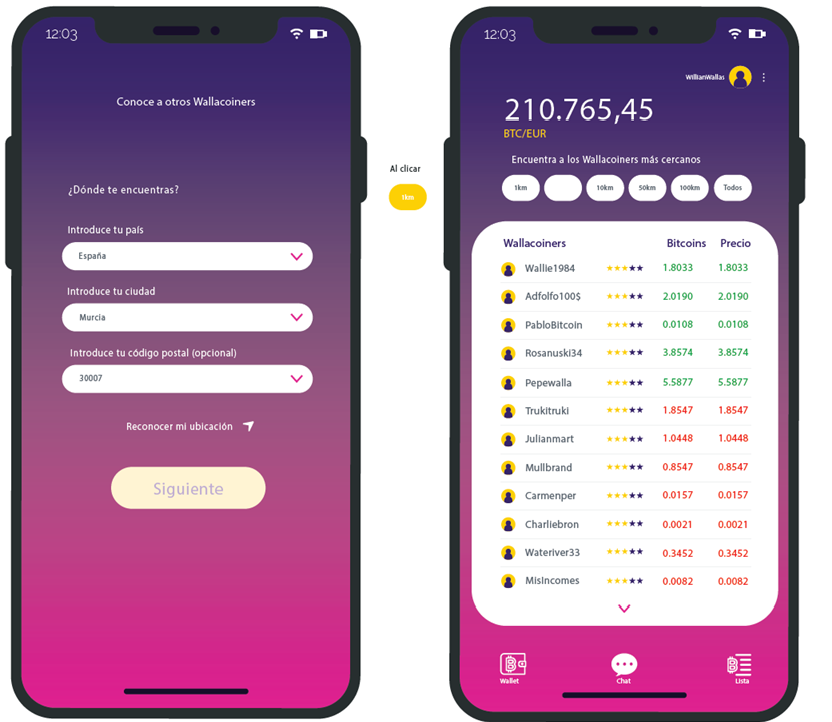 12:03
Conoce a otros Wallacoiners
¿Dónde te encuentras?
Introduce tu país
España
Introduce tu ciudad
Murcia
Introduce tu código postal (opcional)
30007
Reconocer mi ubicación
Siguiente
Al clicar
1km
12:03
WillianWallas
210.765,45
BTC/EUR
Encuentra a los Wallacoiners más cercanos
1km 10km 50km 100km Todos
Wallacoiners Bitcoins Precio
Wallie1984 1.8033 1.8033
Adfolfo100$ 2.0190 2.0190
PabloBitcoin 0.0108 0.0108
Rosanuski34 3.8574 3.8574
Pepewalla 5.5877 5.5877
Trukitruki 1.8547 1.8547
Julianmart 1.0448 1.0448
Mullbrand 0.8547 0.8547
Carmenper 0.0157 0.0157
Charliebron 0.0021 0.0021
Wateriver33 0.3452 0.3452
MisIncomes 0.0082 0.0082
Wallet Chat Lista